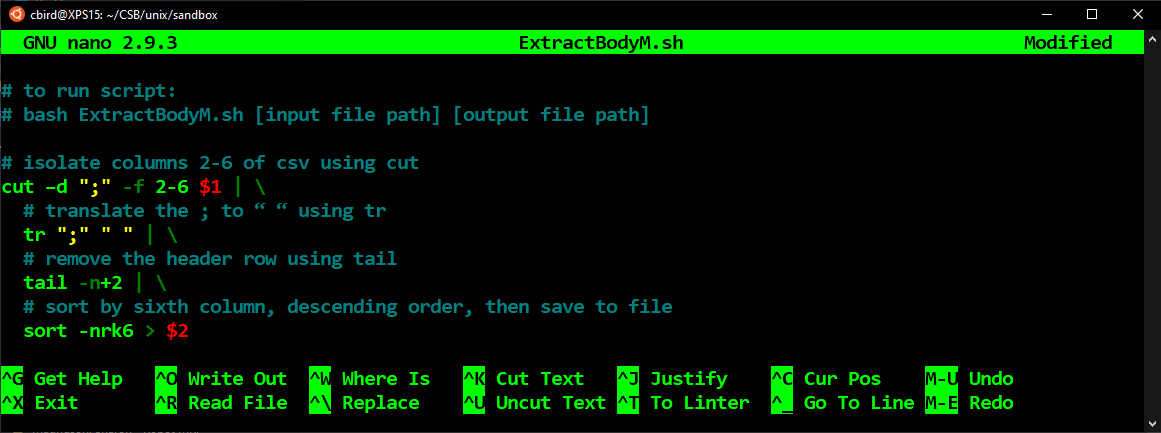 cbird@XPS15: ~/CSB/unix/sandbox
GNU nano 2.9.3 ExtractBodyM.sh Modified
# to run script:
# bash ExtractBodyM.sh [input file path] [output file path]
# isolate columns 2-6 of csv using cut
cut –d ";" -f 2-6 $1 | \
# translate the ; to “ “ using tr
tr ";" " " | \
# remove the header row using tail
tail -n+2 | \
# sort by sixth column, descending order, then save to file
sort -nrk6 > $2
^G Get Help ^O Write Out ^W Where Is ^K Cut Text ^J Justify ^C Cur Pos M-U Undo
^X Exit ^R Read File ^\ Replace ^U Uncut Text ^T To Linter ^_ Go To Line M-E Redo